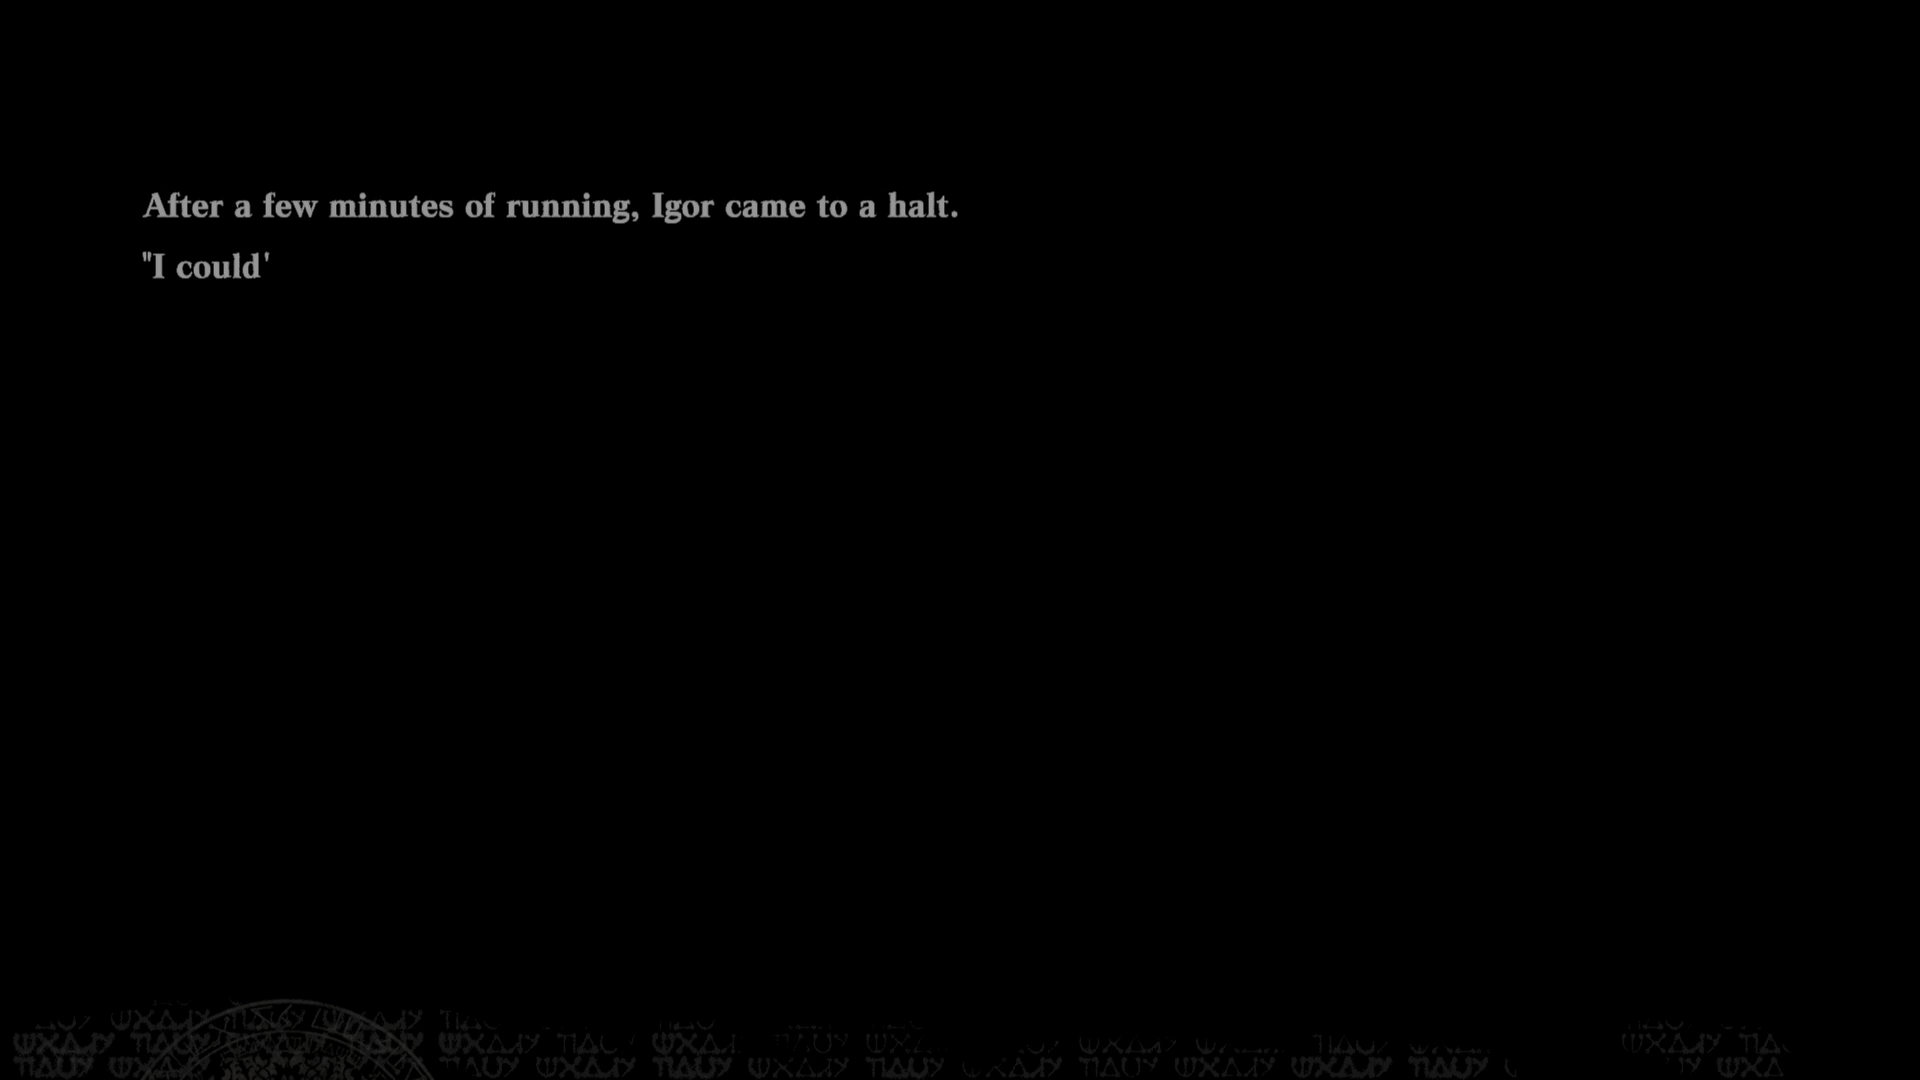 After a few minutes of running, Igor came to a halt.
"I could'